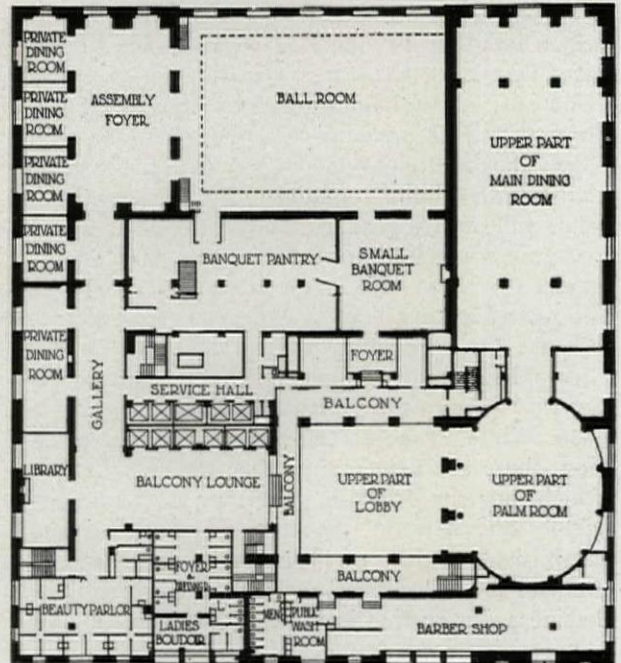 PRIVATE
DINING
ROOM
ASSEMBLY
FOYER
BALL ROOM
PRIVATE
DINING
ROOM
UPPER PART
OF
MAIN DINING
ROOM
PRIVATE
DINING
ROOM
PRIVATE
DINING
ROOM
BANQUET PANTRY
SMALL
BANQUET
ROOM
PRIVATE
DINING
ROOM
GALLERY
FOYER
SERVICE HALL
BALCONY
LIBRARY
BALCONY LOUNGE
BALCONY
UPPER PART
OF
LOBBY
UPPER PART
OF
PALM ROOM
FOYER
BALCONY
BEAUTY PARLOR
LADIES
BOUDOIR
MEN
PUBLIC
WASH
ROOM
BARBER SHOP